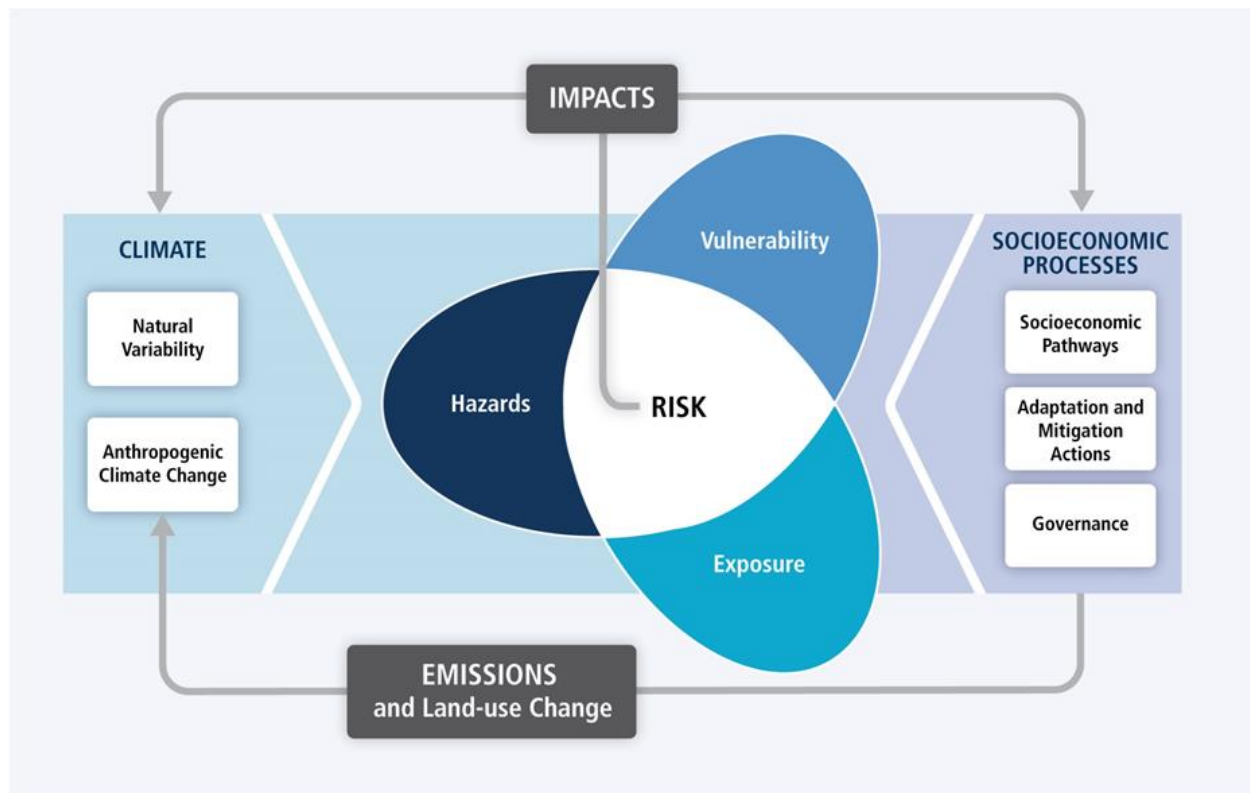 IMPACTS
CLIMATE
Natural
Variability
Anthropogenic
Climate Change
Vulnerability
Hazards
RISK
Exposure
SOCIOECONOMIC
PROCESSES
Socioeconomic
Pathways
Adaptation and
Mitigation
Actions
Governance
EMISSIONS
and Land-use Change